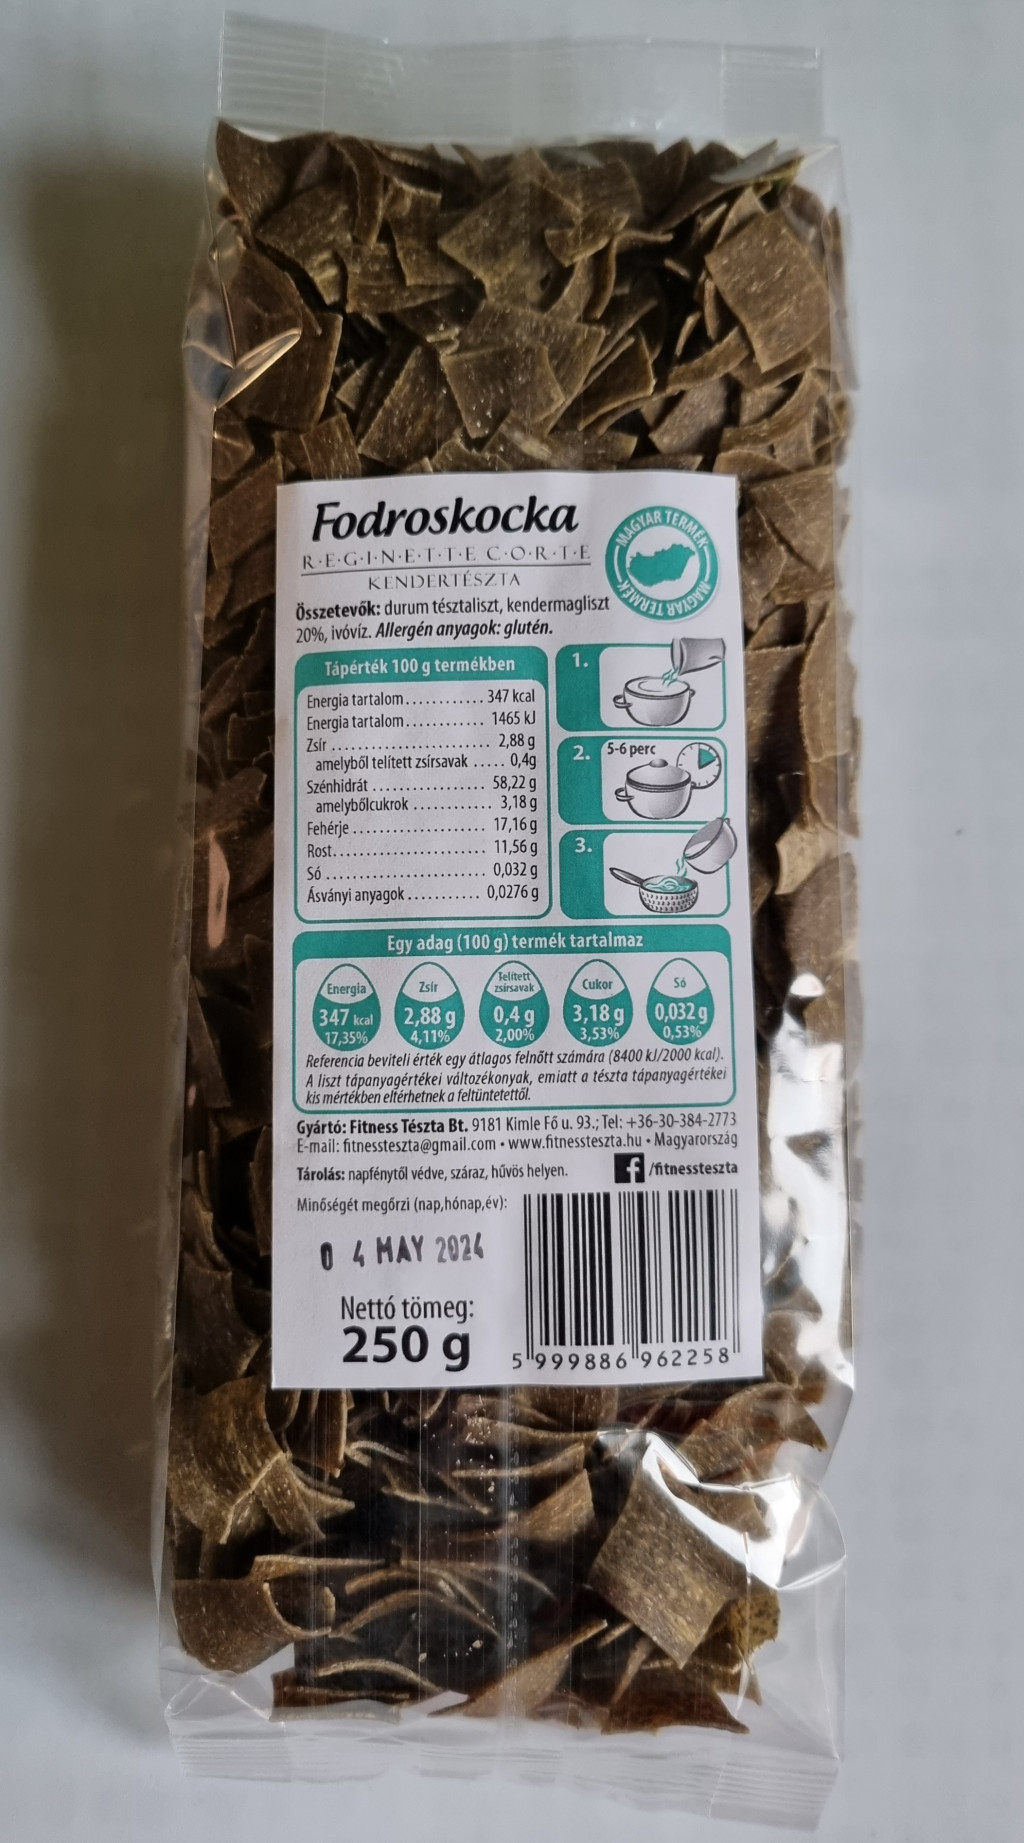 Fodroskocka
R·E·G·I·N·E·T·T·E C·O·R·T·E
KENDERTÉSZTA
MAGYAR TERMÉK
MAGYAR TERMÉK
Összetevők: durum tésztaliszt, kendermagliszt
20%, ivóvíz. Allergén anyagok: glutén.
Tápérték 100 g termékben
Energia tartalom............ 347 kcal
Energia tartalom............ 1465 kJ
Zsír ........................ 2,88 g
amelyből telített zsírsavak ..... 0,4g
Szénhidrát ................. 58,22 g
amelybőlcukrok ............ 3,18 g
Fehérje .................... 17,16 g
Rost....................... 11,56 g
Só ........................ 0,032 g
Ásványi anyagok ........... 0,0276 g
1.
2. 5-6 perc
3.
Egy adag (100 g) termék tartalmaz
Energia
347 kcal
17,35%
Zsír
2,88 g
4,11%
Telített
zsírsavak
0,4 g
2,00%
Cukor
3,18 g
3,53%
Só
0,032 g
0,53%
Referencia beviteli érték egy átlagos felnőtt számára (8400 kJ/2000 kcal).
A liszt tápanyagértékei változékonyak, emiatt a tészta tápanyagértékei
kis mértékben eltérhetnek a feltüntetettől.
Gyártó: Fitness Tészta Bt. 9181 Kimle Fő u. 93.; Tel: +36-30-384-2773
E-mail: fitnessteszta@gmail.com • www.fitnessteszta.hu • Magyarország
Tárolás: napfénytől védve, száraz, hűvös helyen.
f /fitnessteszta
Minőségét megőrzi (nap,hónap,év):
0 4 MAY 2024
Nettó tömeg:
250 g
5 999886 962258